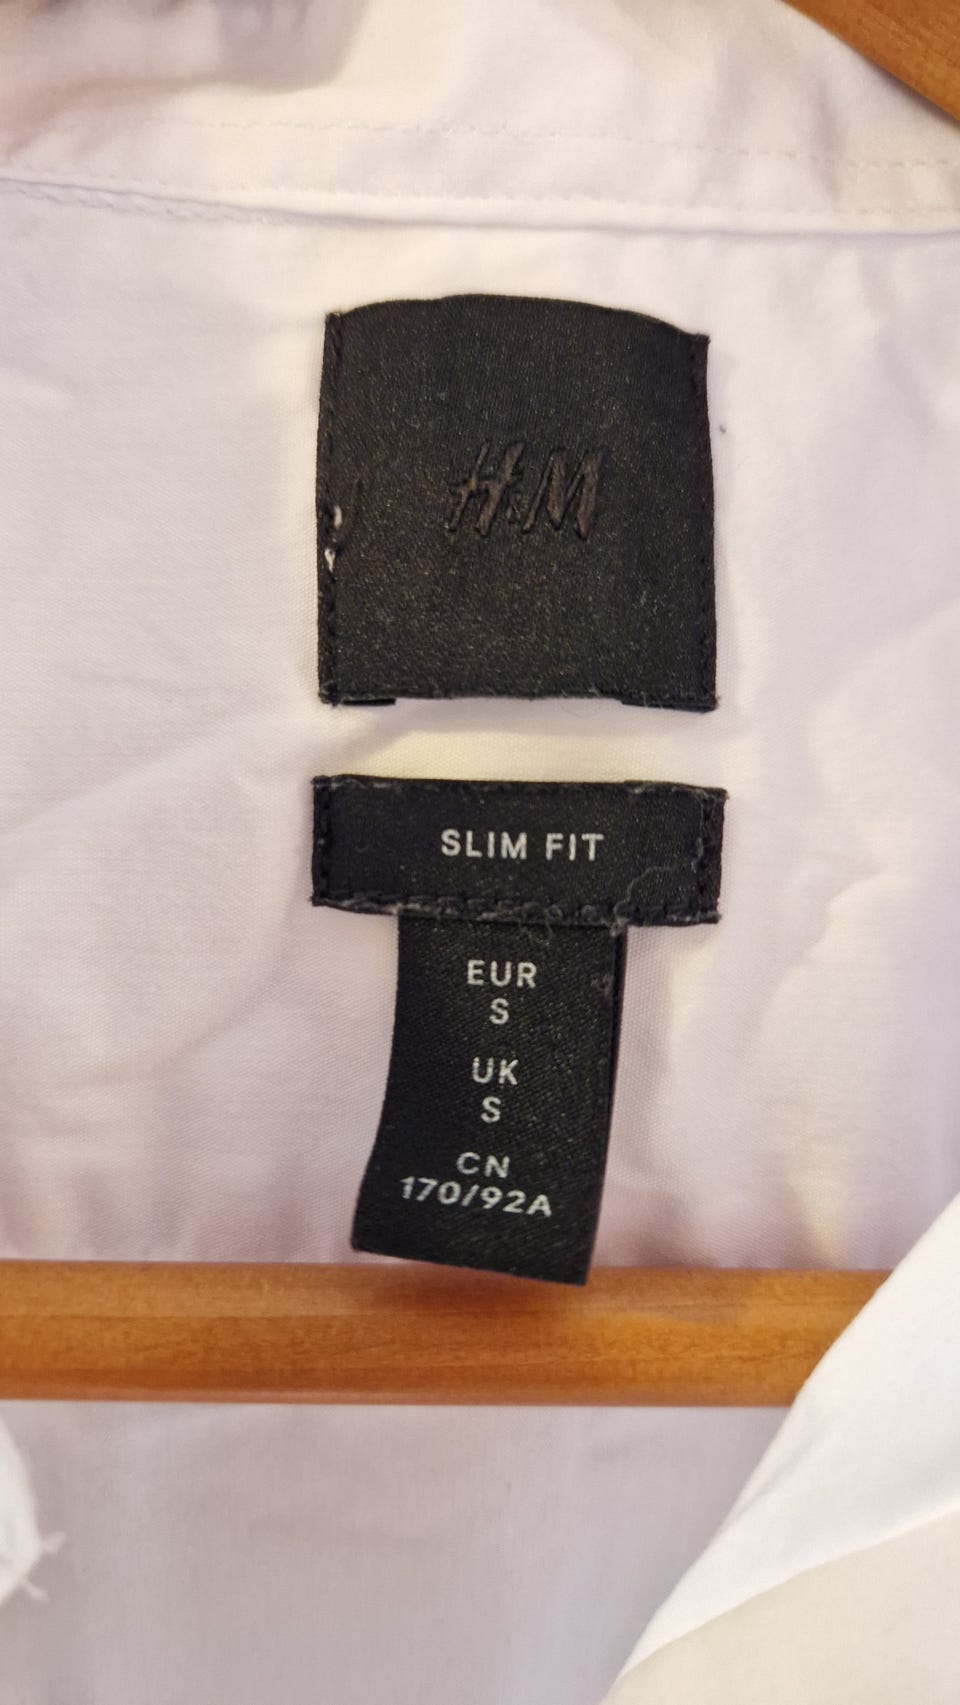 H&M
SLIM FIT
EUR
S
UK
S
CN
170/92A